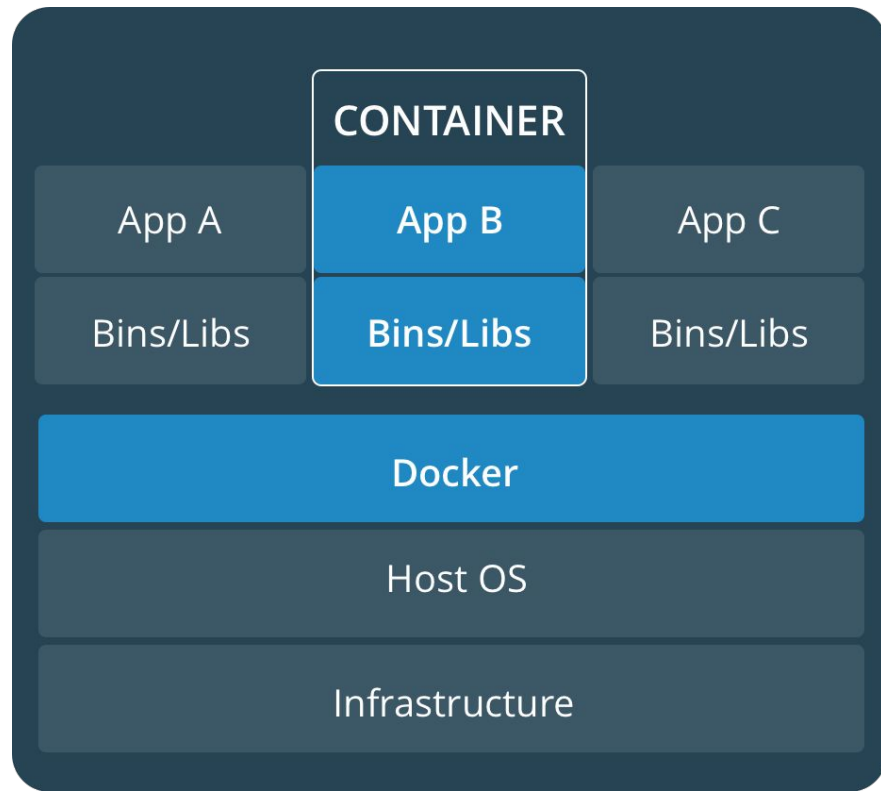 CONTAINER
App A
App B
App C
Bins/Libs
Bins/Libs
Bins/Libs
Docker
Host OS
Infrastructure